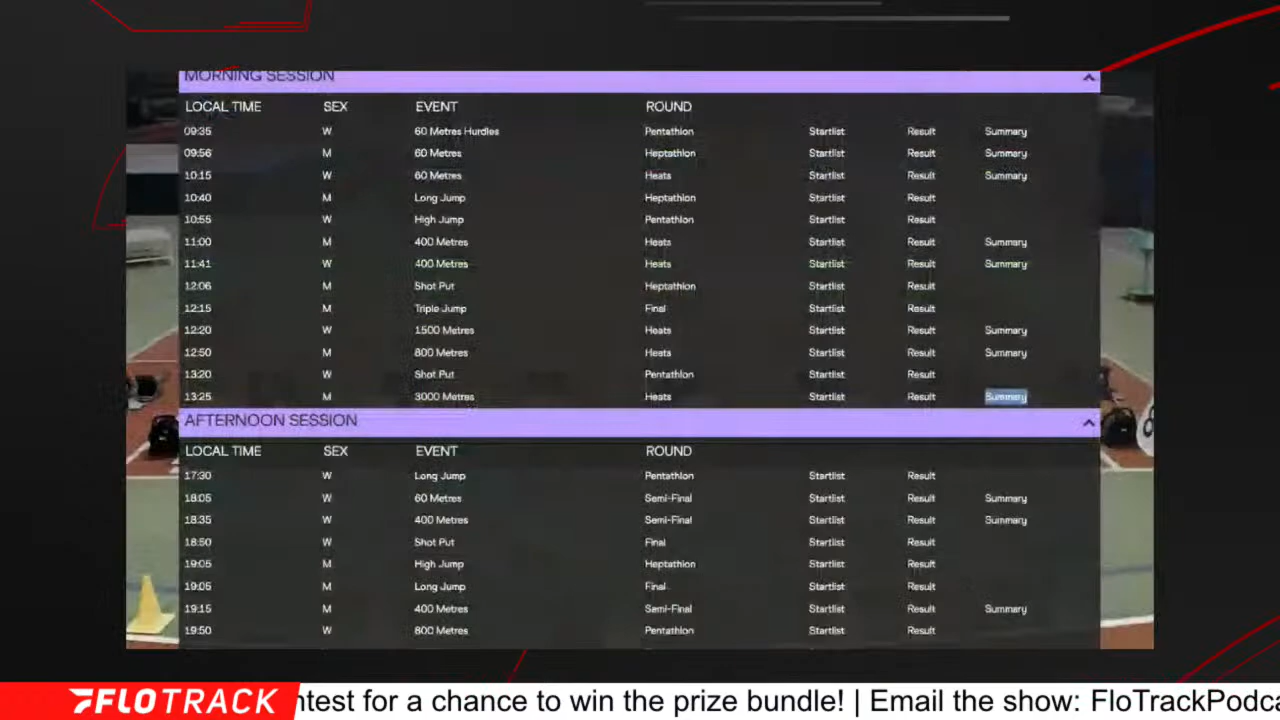 MORNING SESSION
LOCAL TIME SEX EVENT ROUND
09:35 W 60 Metres Hurdles Pentathlon Startlist Result Summary
09:56 M 60 Metres Heptathlon Startlist Result Summary
10:15 W 60 Metres Heats Startlist Result Summary
10:40 M Long Jump Heptathlon Startlist Result
10:55 W High Jump Pentathlon Startlist Result
11:00 M 400 Metres Heats Startlist Result Summary
11:41 W 400 Metres Heats Startlist Result Summary
12:06 M Shot Put Heptathlon Startlist Result
12:15 M Triple Jump Final Startlist Result
12:20 W 1500 Metres Heats Startlist Result Summary
12:50 M 800 Metres Heats Startlist Result Summary
13:20 W Shot Put Pentathlon Startlist Result
13:25 M 3000 Metres Heats Startlist Result Summary
AFTERNOON SESSION
LOCAL TIME SEX EVENT ROUND
17:30 W Long Jump Pentathlon Startlist Result
18:05 W 60 Metres Semi-Final Startlist Result Summary
18:35 W 400 Metres Semi-Final Startlist Result Summary
18:50 W Shot Put Final Startlist Result
19:05 M High Jump Heptathlon Startlist Result
19:05 M Long Jump Final Startlist Result
19:15 M 400 Metres Semi-Final Startlist Result Summary
19:50 W 800 Metres Pentathlon Startlist Result
FLOTRACK ntest for a chance to win the prize bundle! | Email the show: FloTrackPodca